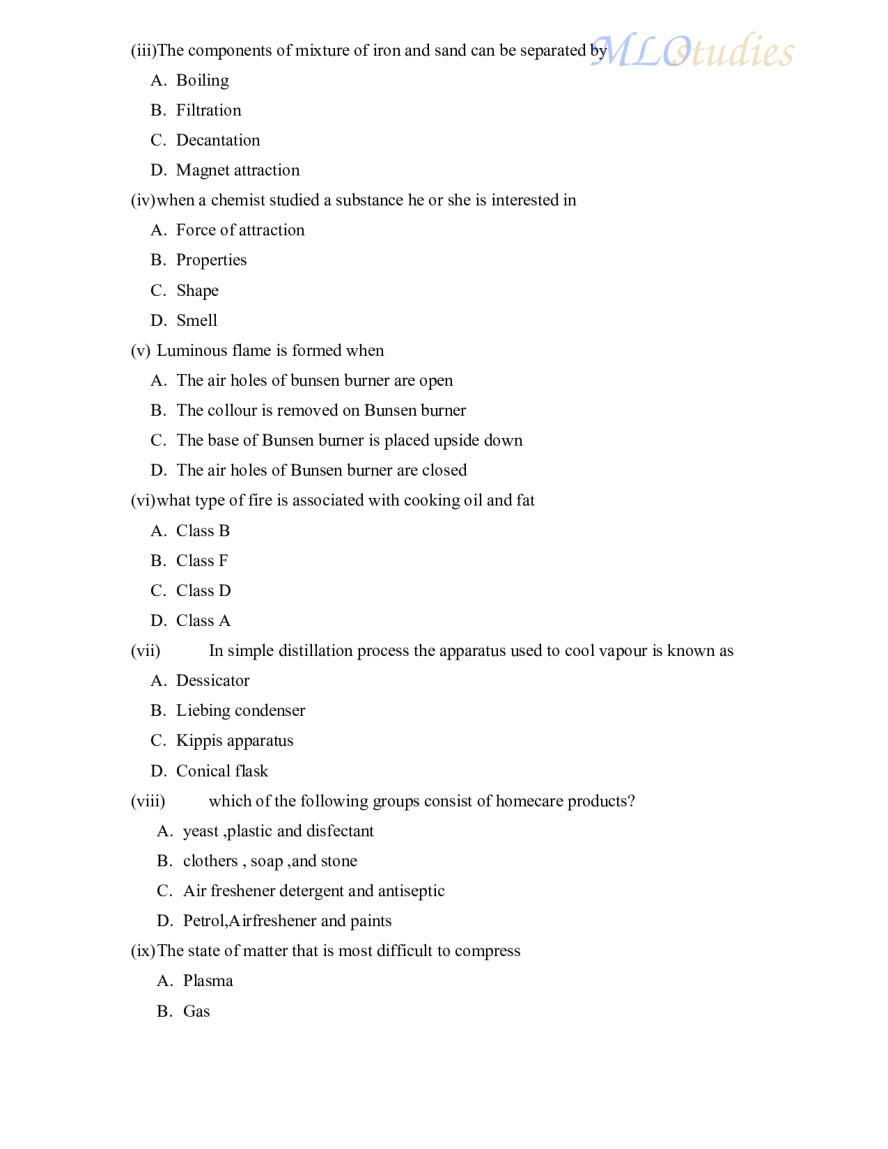 MLOstudies
(iii)The components of mixture of iron and sand can be separated by
A. Boiling
B. Filtration
C. Decantation
D. Magnet attraction
(iv)when a chemist studied a substance he or she is interested in
A. Force of attraction
B. Properties
C. Shape
D. Smell
(v) Luminous flame is formed when
A. The air holes of bunsen burner are open
B. The collour is removed on Bunsen burner
C. The base of Bunsen burner is placed upside down
D. The air holes of Bunsen burner are closed
(vi)what type of fire is associated with cooking oil and fat
A. Class B
B. Class F
C. Class D
D. Class A
(vii) In simple distillation process the apparatus used to cool vapour is known as
A. Dessicator
B. Liebing condenser
C. Kippis apparatus
D. Conical flask
(viii) which of the following groups consist of homecare products?
A. yeast ,plastic and disfectant
B. clothers , soap ,and stone
C. Air freshener detergent and antiseptic
D. Petrol,Airfreshener and paints
(ix)The state of matter that is most difficult to compress
A. Plasma
B. Gas